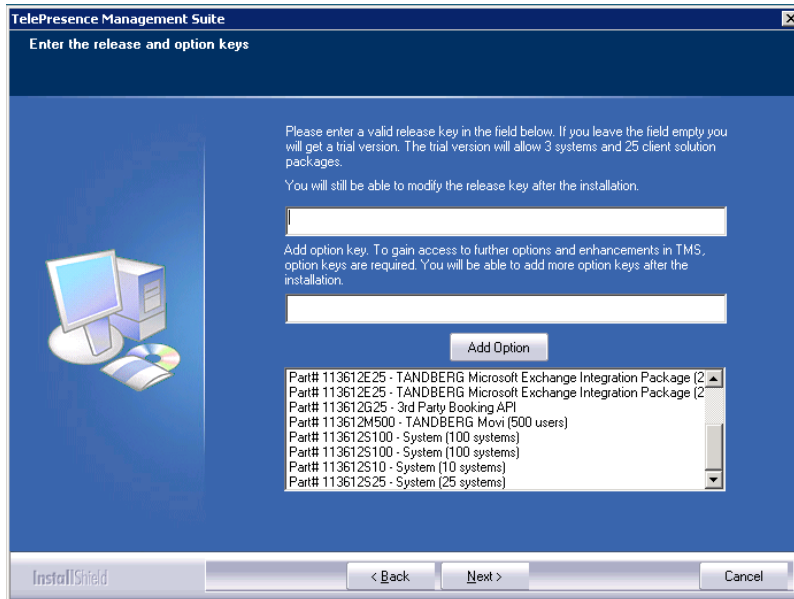 TelePresence Management Suite
Enter the release and option keys
Please enter a valid release key in the field below. If you leave the field empty you
will get a trial version. The trial version will allow 3 systems and 25 client solution
packages.
You will still be able to modify the release key after the installation.
Add option key. To gain access to further options and enhancements in TMS,
option keys are required. You will be able to add more option keys after the
installation.
Add Option
Part# 113612E25 - TANDBERG Microsoft Exchange Integration Package (2
Part# 113612E25 - TANDBERG Microsoft Exchange Integration Package (2
Part# 113612G25 - 3rd Party Booking API
Part# 113612M500 - TANDBERG Movi (500 users)
Part# 113612S100 - System (100 systems)
Part# 113612S100 - System (100 systems)
Part# 113612S10 - System (10 systems)
Part# 113612S25 - System (25 systems)
InstallShield
< Back
Next >
Cancel